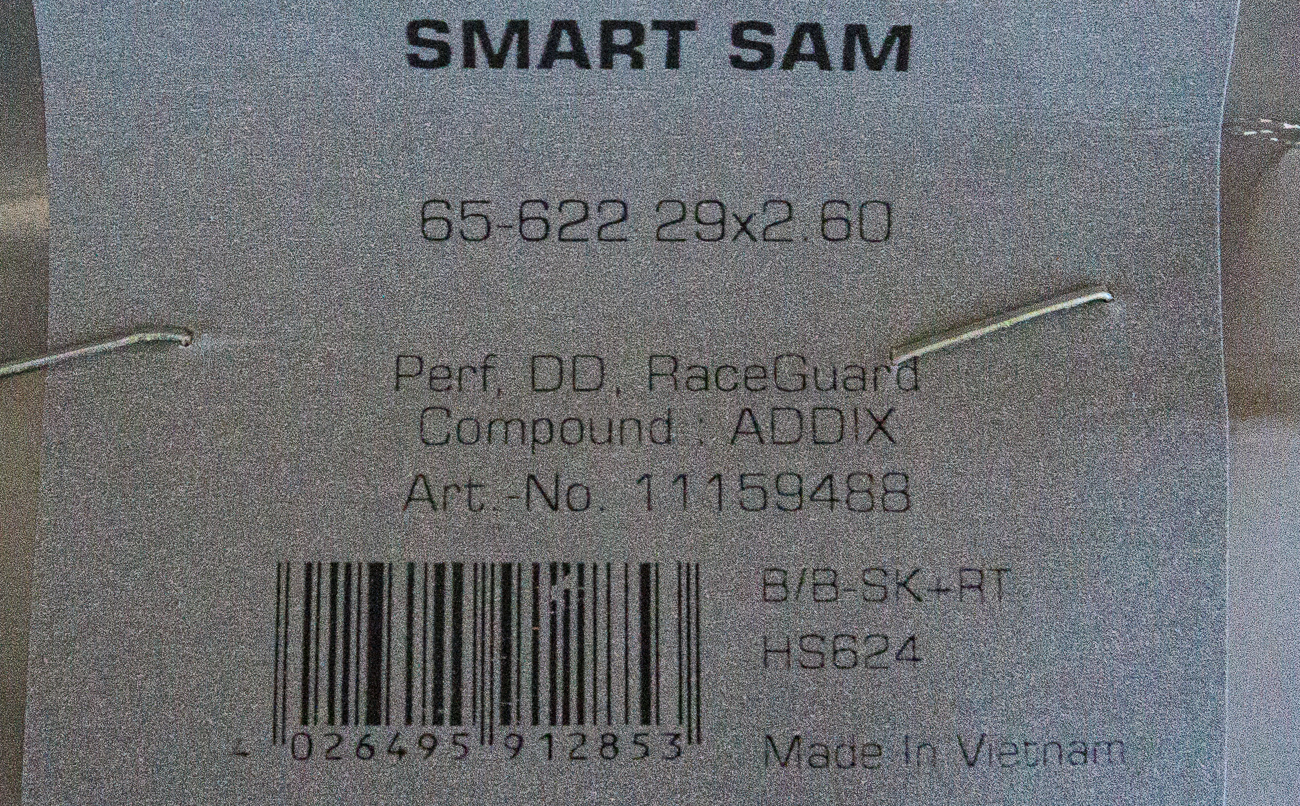 SMART SAM
65-622 29x2.60
Perf, DD, RaceGuard
Compound : ADDIX
Art.-No. 11159488
B/B-SK+RT
HS624
4 026495 912853
Made In Vietnam